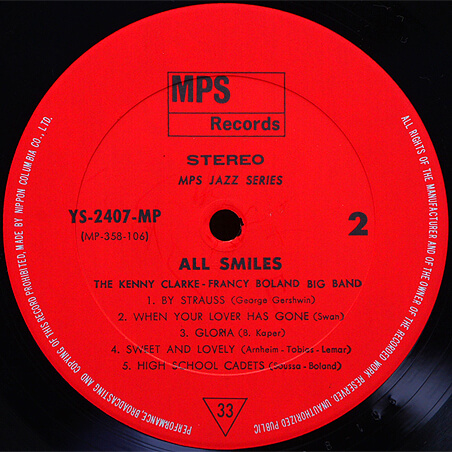 MPS
Records
STEREO
MPS JAZZ SERIES
YS-2407-MP
(MP-358-106)
2
ALL SMILES
THE KENNY CLARKE-FRANCY BOLAND BIG BAND
1. BY STRAUSS (George Gershwin)
2. WHEN YOUR LOVER HAS GONE (Swan)
3. GLORIA (B. Kaper)
4. SWEET AND LOVELY (Arnheim-Tobias-Lemar)
5. HIGH SCHOOL CADETS (Soussa-Boland)
33
ALL RIGHTS OF THE MANUFACTURER AND OF THE OWNER OF THE RECORDED WORK RESERVED. UNAUTHORIZED PUBLIC
PERFORMANCE, BROADCASTING AND COPYING OF THIS RECORD PROHIBITED, MADE BY NIPPON COLUMBIA CO., LTD.